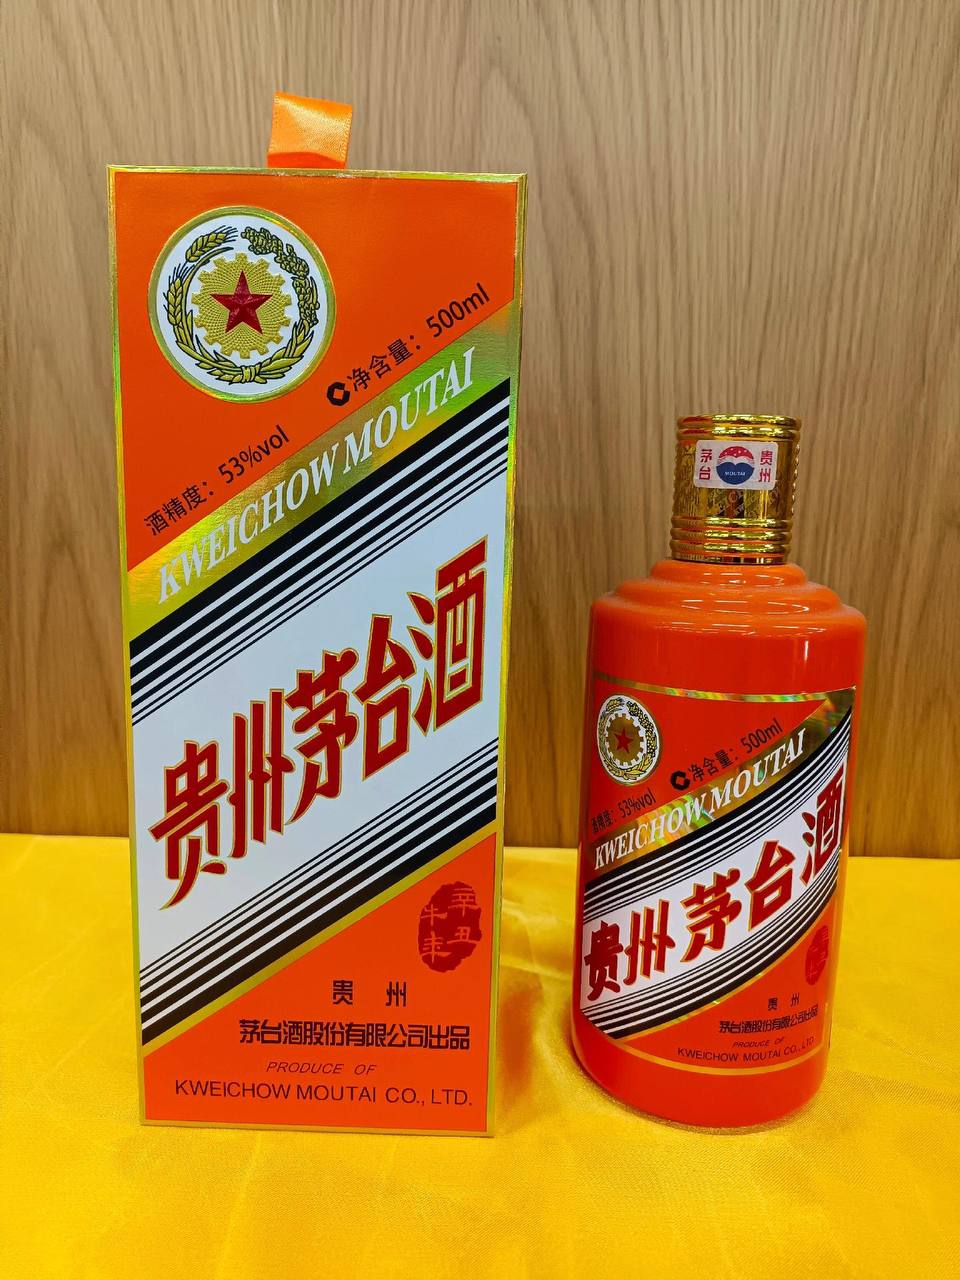 酒精度：53%vol 净含量：500ml
KWEICHOW MOUTAI
贵州茅台酒
辛丑
牛年
贵 州
茅台酒股份有限公司出品
PRODUCE OF
KWEICHOW MOUTAI CO., LTD.
贵州
茅台
MOUTAI
酒精度：53%vol 净含量：500ml
KWEICHOW MOUTAI
贵州茅台酒
贵 州
茅台酒股份有限公司出品
PRODUCE OF
KWEICHOW MOUTAI CO., LTD.